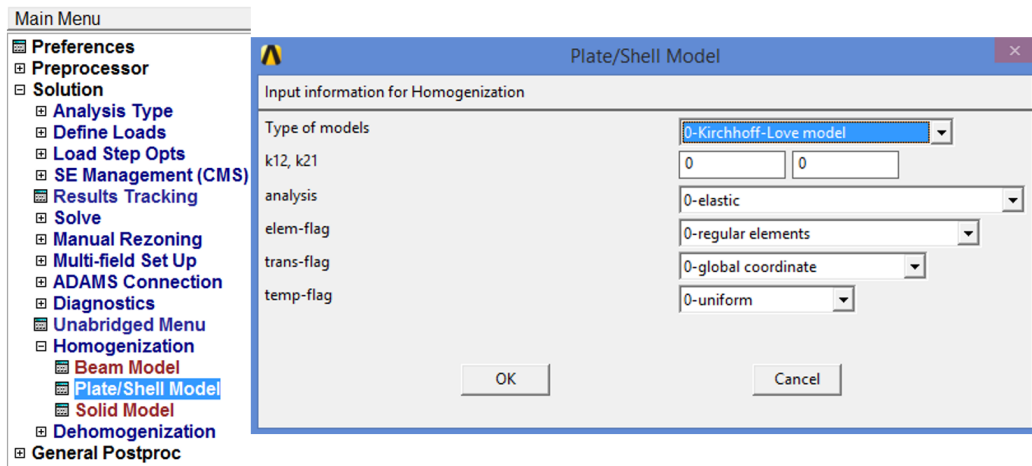 Main Menu
Preferences
Preprocessor
Solution
Analysis Type
Define Loads
Load Step Opts
SE Management (CMS)
Results Tracking
Solve
Manual Rezoning
Multi-field Set Up
ADAMS Connection
Diagnostics
Unabridged Menu
Homogenization
Beam Model
Plate/Shell Model
Solid Model
Dehomogenization
General Postproc
Plate/Shell Model
Input information for Homogenization
Type of models 0-Kirchhoff-Love model
k12, k21 0 0
analysis 0-elastic
elem-flag 0-regular elements
trans-flag 0-global coordinate
temp-flag 0-uniform
OK Cancel